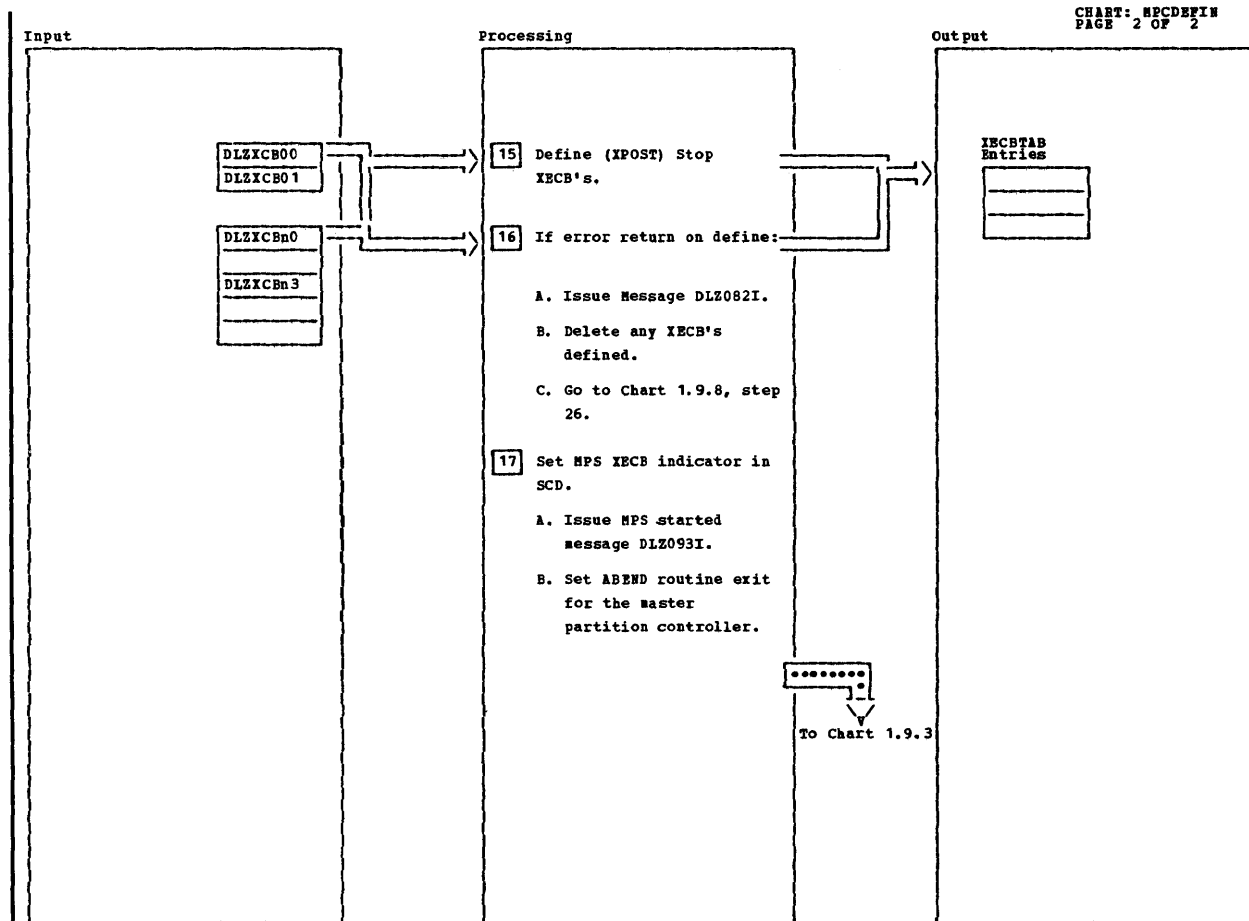 CHART: MPCDEFIN
PAGE 2 OF 2
Input
Processing
Output
DLZXCB00
DLZXCB01
DLZXCBn0
DLZXCBn3
15 Define (XPOST) Stop
XECB's.
16 If error return on define:
A. Issue Message DLZ082I.
B. Delete any XECB's
defined.
C. Go to Chart 1.9.8, step
26.
17 Set MPS XECB indicator in
SCD.
A. Issue MPS started
message DLZ093I.
B. Set ABEND routine exit
for the master
partition controller.
To Chart 1.9.3
XECBTAB
Entries